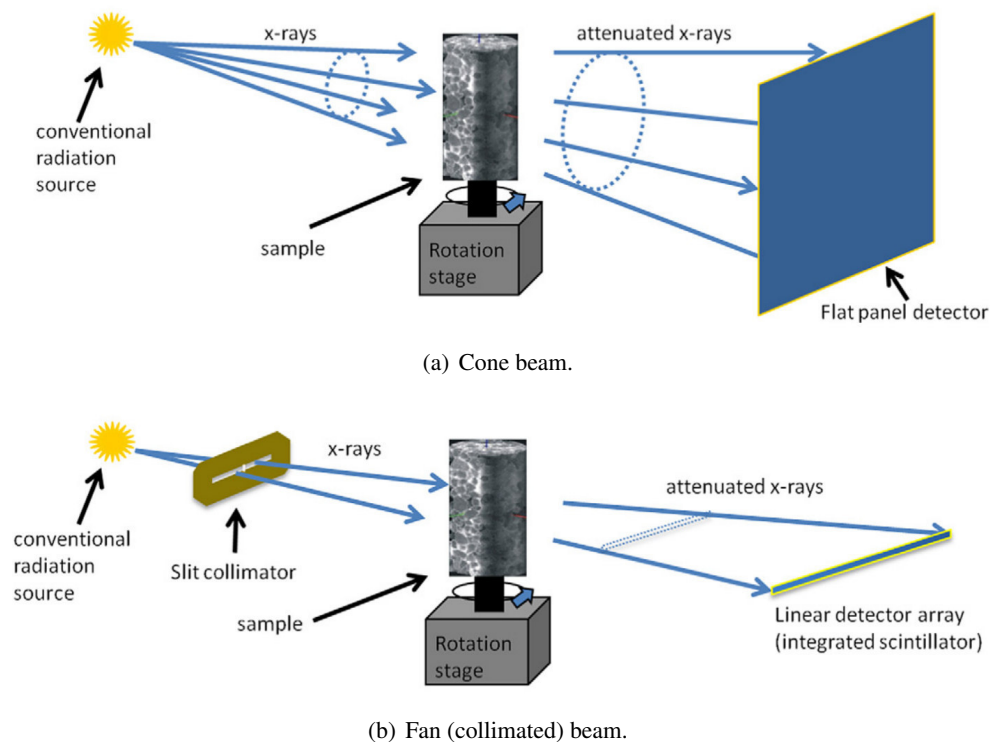 x-rays
attenuated x-rays
conventional
radiation
source
sample
Rotation
stage
Flat panel detector
(a) Cone beam.
x-rays
attenuated x-rays
conventional
radiation
source
Slit collimator
sample
Rotation
stage
Linear detector array
(integrated scintillator)
(b) Fan (collimated) beam.